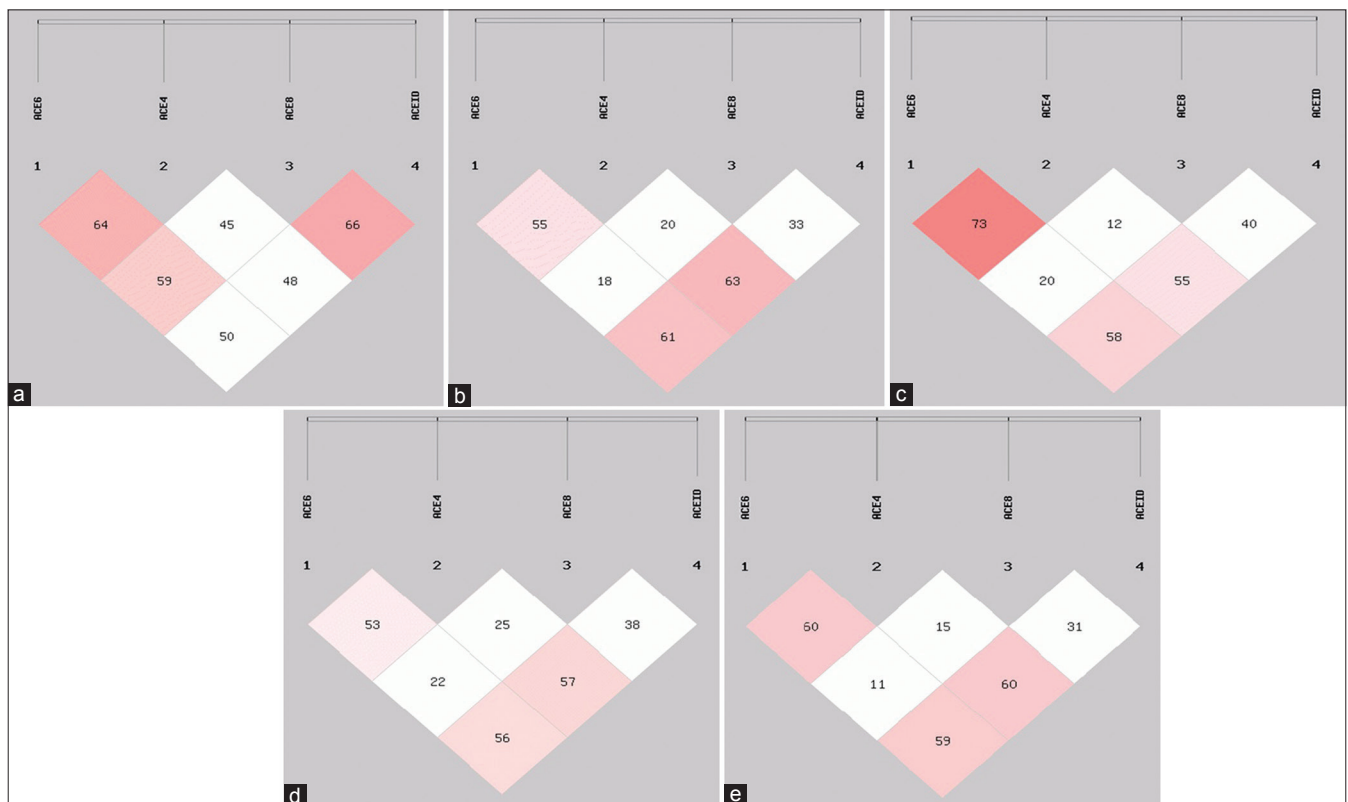 ACE6 ACE4 ACE8 ACEID
1 2 3 4
64 45 66
59 48
50
a
ACE6 ACE4 ACE8 ACEID
1 2 3 4
55 20 33
18 63
61
b
ACE6 ACE4 ACE8 ACEID
1 2 3 4
73 12 40
20 55
58
c
ACE6 ACE4 ACE8 ACEID
1 2 3 4
53 25 38
22 57
56
d
ACE6 ACE4 ACE8 ACEID
1 2 3 4
60 15 31
11 60
59
e